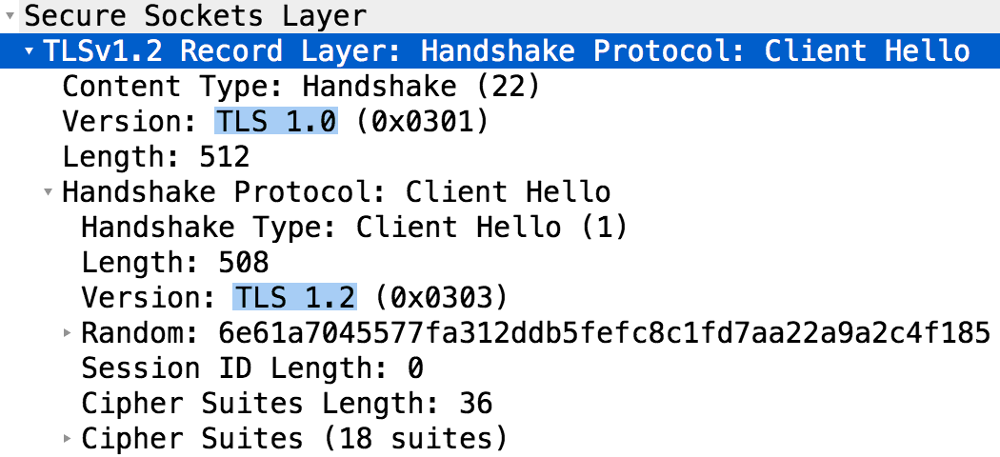 Secure Sockets Layer
TLSv1.2 Record Layer: Handshake Protocol: Client Hello
Content Type: Handshake (22)
Version: TLS 1.0 (0x0301)
Length: 512
Handshake Protocol: Client Hello
Handshake Type: Client Hello (1)
Length: 508
Version: TLS 1.2 (0x0303)
Random: 6e61a7045577fa312ddb5fefc8c1fd7aa22a9a2c4f185
Session ID Length: 0
Cipher Suites Length: 36
Cipher Suites (18 suites)